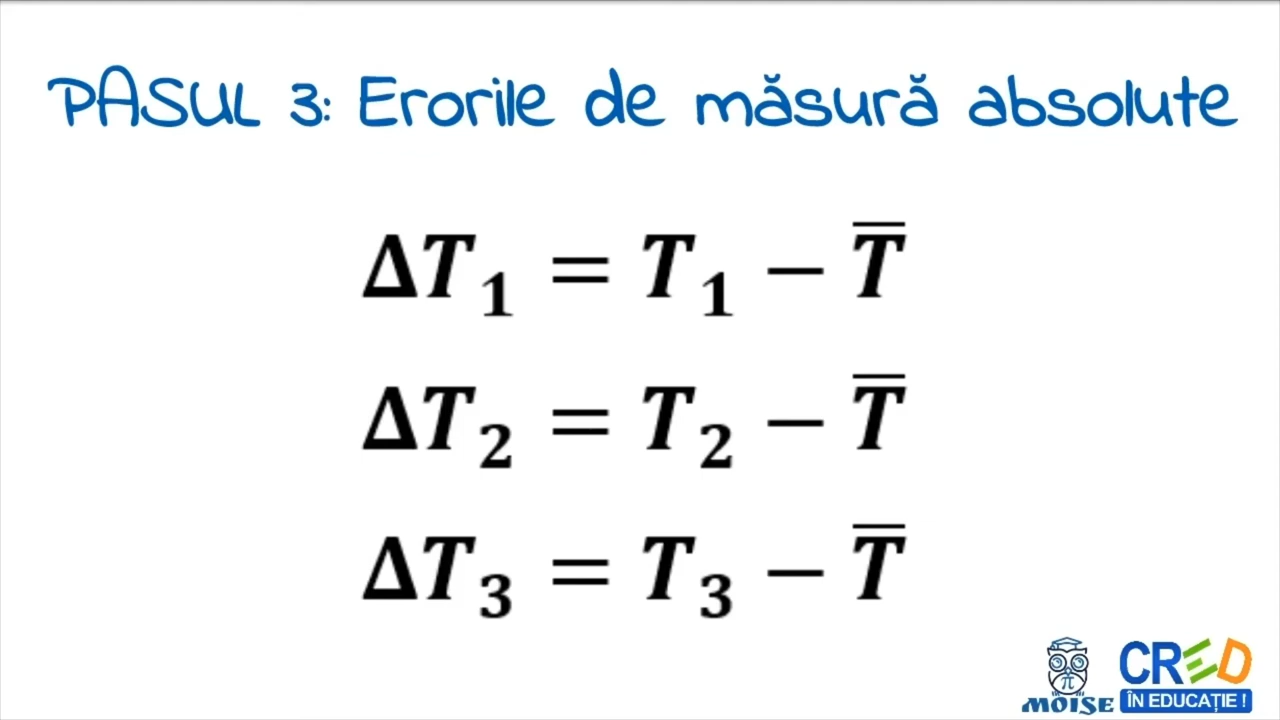 PASUL 3: Erorile de măsură absolute
ΔT₁ = T₁ − T̅
ΔT₂ = T₂ − T̅
ΔT₃ = T₃ − T̅
π
MOISE
CRED
ÎN EDUCAȚIE!